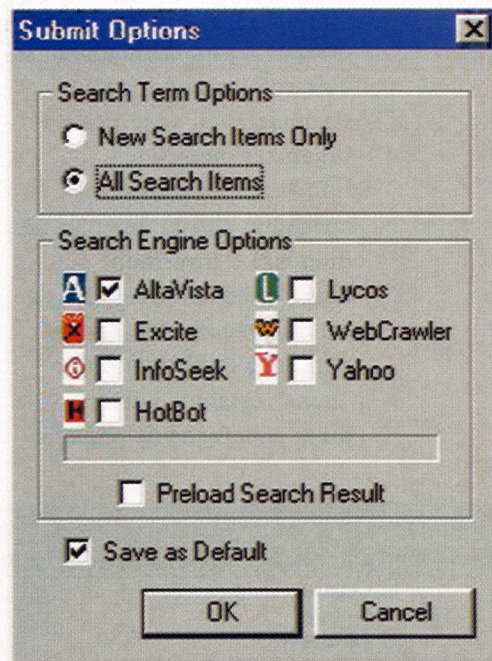 Submit Options
Search Term Options
New Search Items Only
All Search Items
Search Engine Options
A AltaVista
L Lycos
Excite
W WebCrawler
i InfoSeek
Y Yahoo
H HotBot
Preload Search Result
Save as Default
OK
Cancel